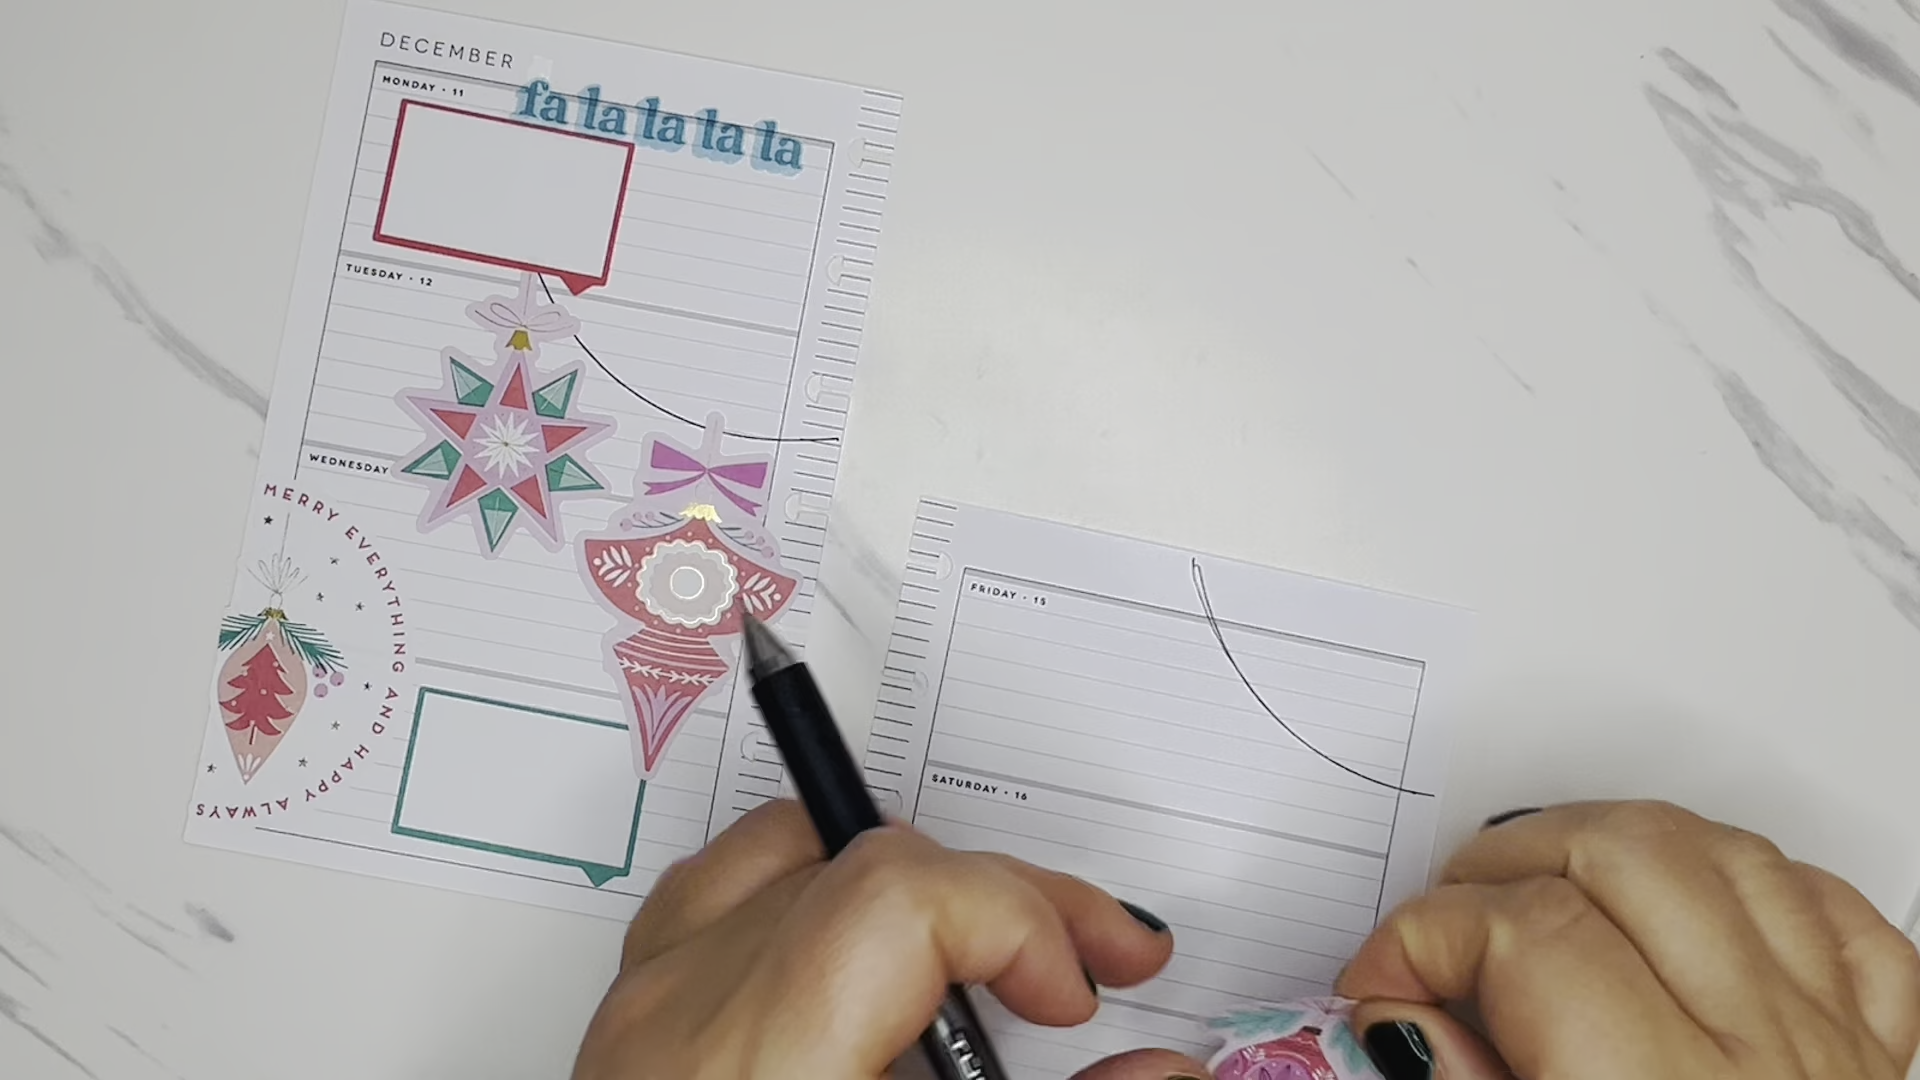 DECEMBER
MONDAY · 11
fa la la la la
TUESDAY · 12
WEDNESDAY
MERRY EVERYTHING AND HAPPY ALWAYS
FRIDAY · 15
SATURDAY · 16